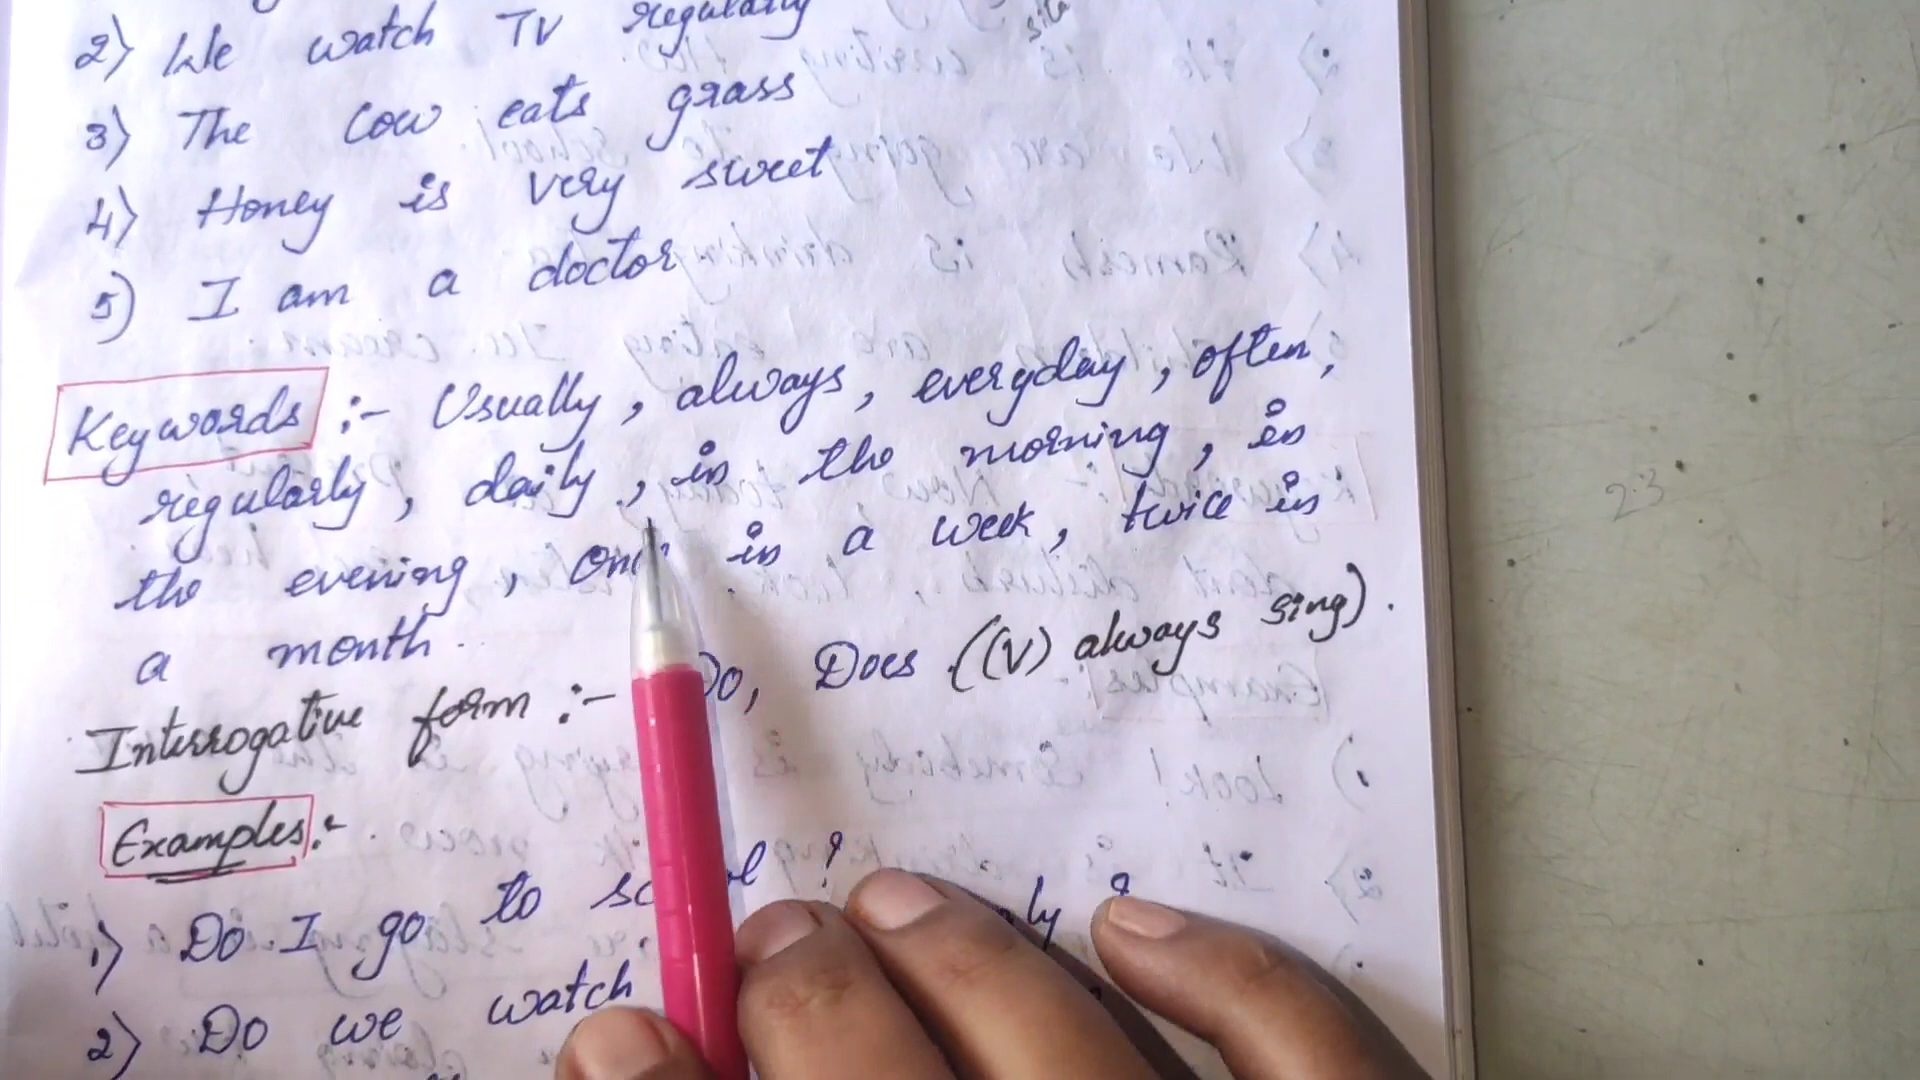 2) We watch TV regularly
3) The Cow eats grass
4) Honey is very sweet
5) I am a doctor
Keywords :- Usually, always, everyday, often,
regularly, daily, in the morning, in
the evening, in a week, twice in
a month.
Interrogative form :- Do, Does ((V) always sing).
Examples:-
1) Do I go to ?
2) Do we watch ?
23